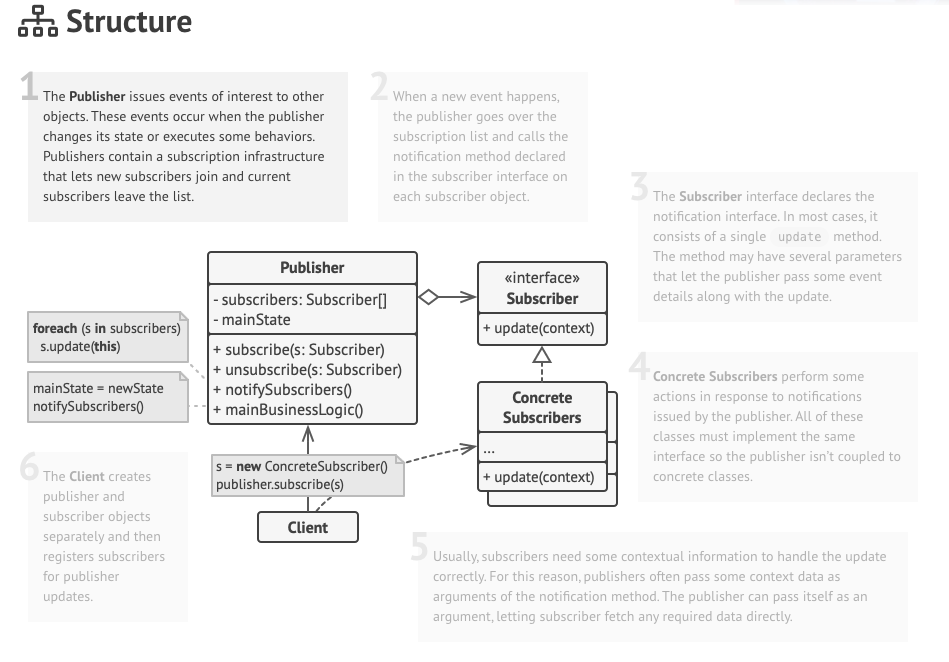 Structure
1
The Publisher issues events of interest to other
objects. These events occur when the publisher
changes its state or executes some behaviors.
Publishers contain a subscription infrastructure
that lets new subscribers join and current
subscribers leave the list.
2
When a new event happens,
the publisher goes over the
subscription list and calls the
notification method declared
in the subscriber interface on
each subscriber object.
3
The Subscriber interface declares the
notification interface. In most cases, it
consists of a single update method.
The method may have several parameters
that let the publisher pass some event
details along with the update.
Publisher
- subscribers: Subscriber[]
- mainState
+ subscribe(s: Subscriber)
+ unsubscribe(s: Subscriber)
+ notifySubscribers()
+ mainBusinessLogic()
«interface»
Subscriber
+ update(context)
foreach (s in subscribers)
s.update(this)
mainState = newState
notifySubscribers()
Concrete
Subscribers
...
+ update(context)
4
Concrete Subscribers perform some
actions in response to notifications
issued by the publisher. All of these
classes must implement the same
interface so the publisher isn't coupled to
concrete classes.
s = new ConcreteSubscriber()
publisher.subscribe(s)
Client
6
The Client creates
publisher and
subscriber objects
separately and then
registers subscribers
for publisher
updates.
5
Usually, subscribers need some contextual information to handle the update
correctly. For this reason, publishers often pass some context data as
arguments of the notification method. The publisher can pass itself as an
argument, letting subscriber fetch any required data directly.